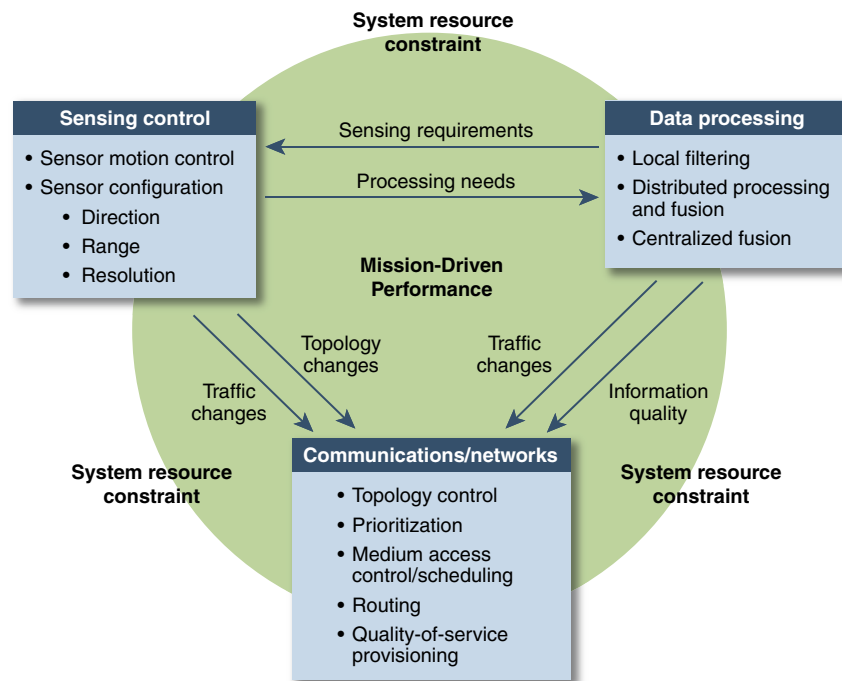 System resource
constraint
Sensing control
• Sensor motion control
• Sensor configuration
• Direction
• Range
• Resolution
Sensing requirements
Processing needs
Data processing
• Local filtering
• Distributed processing
and fusion
• Centralized fusion
Mission-Driven
Performance
Topology
changes
Traffic
changes
Traffic
changes
Information
quality
System resource
constraint
Communications/networks
• Topology control
• Prioritization
• Medium access
control/scheduling
• Routing
• Quality-of-service
provisioning
System resource
constraint